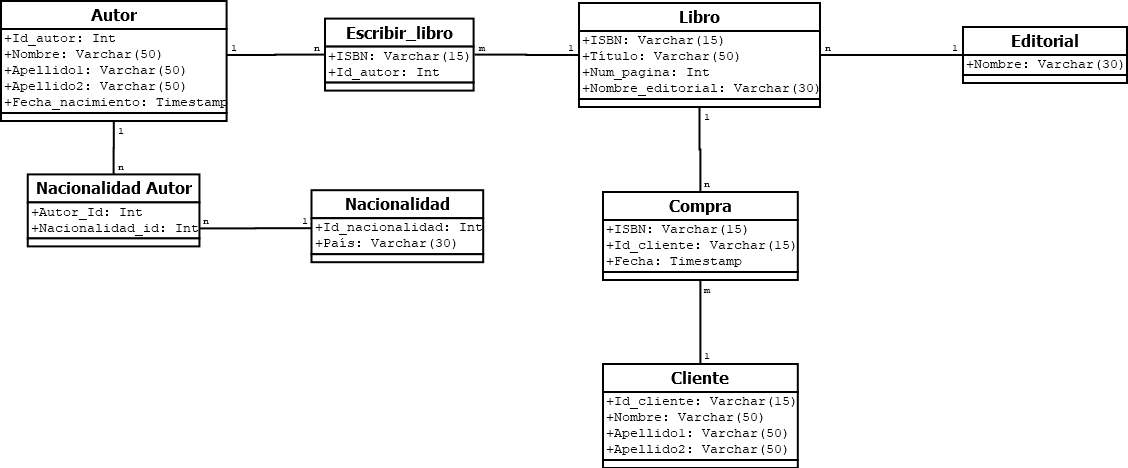 Autor
+Id_autor: Int
+Nombre: Varchar(50)
+Apellido1: Varchar(50)
+Apellido2: Varchar(50)
+Fecha_nacimiento: Timestamp
1
n
Escribir_libro
+ISBN: Varchar(15)
+Id_autor: Int
m
1
Libro
+ISBN: Varchar(15)
+Título: Varchar(50)
+Num_pagina: Int
+Nombre_editorial: Varchar(30)
n
1
Editorial
+Nombre: Varchar(30)
1
n
Nacionalidad Autor
+Autor_Id: Int
+Nacionalidad_id: Int
n
1
Nacionalidad
+Id_nacionalidad: Int
+País: Varchar(30)
1
n
Compra
+ISBN: Varchar(15)
+Id_cliente: Varchar(15)
+Fecha: Timestamp
m
1
Cliente
+Id_cliente: Varchar(15)
+Nombre: Varchar(50)
+Apellido1: Varchar(50)
+Apellido2: Varchar(50)